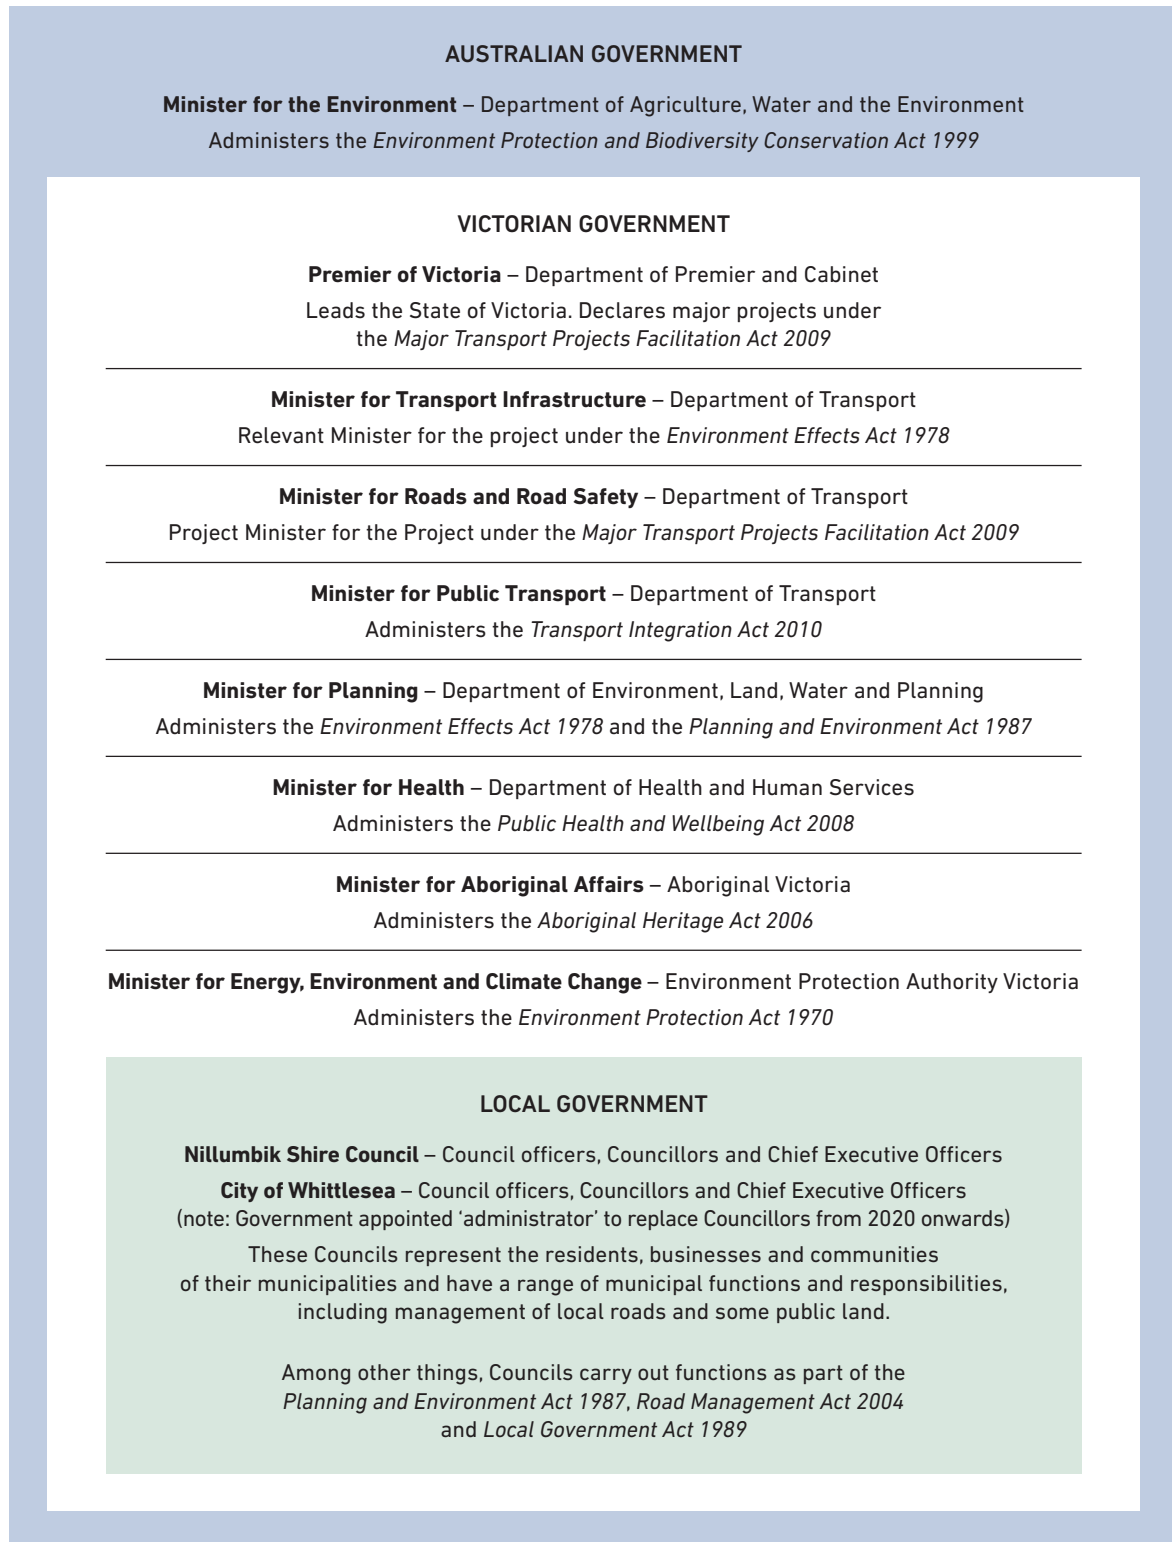 AUSTRALIAN GOVERNMENT
Minister for the Environment – Department of Agriculture, Water and the Environment
Administers the Environment Protection and Biodiversity Conservation Act 1999
VICTORIAN GOVERNMENT
Premier of Victoria – Department of Premier and Cabinet
Leads the State of Victoria. Declares major projects under
the Major Transport Projects Facilitation Act 2009
Minister for Transport Infrastructure – Department of Transport
Relevant Minister for the project under the Environment Effects Act 1978
Minister for Roads and Road Safety – Department of Transport
Project Minister for the Project under the Major Transport Projects Facilitation Act 2009
Minister for Public Transport – Department of Transport
Administers the Transport Integration Act 2010
Minister for Planning – Department of Environment, Land, Water and Planning
Administers the Environment Effects Act 1978 and the Planning and Environment Act 1987
Minister for Health – Department of Health and Human Services
Administers the Public Health and Wellbeing Act 2008
Minister for Aboriginal Affairs – Aboriginal Victoria
Administers the Aboriginal Heritage Act 2006
Minister for Energy, Environment and Climate Change – Environment Protection Authority Victoria
Administers the Environment Protection Act 1970
LOCAL GOVERNMENT
Nillumbik Shire Council – Council officers, Councillors and Chief Executive Officers
City of Whittlesea – Council officers, Councillors and Chief Executive Officers
(note: Government appointed ‘administrator’ to replace Councillors from 2020 onwards)
These Councils represent the residents, businesses and communities
of their municipalities and have a range of municipal functions and responsibilities,
including management of local roads and some public land.
Among other things, Councils carry out functions as part of the
Planning and Environment Act 1987, Road Management Act 2004
and Local Government Act 1989